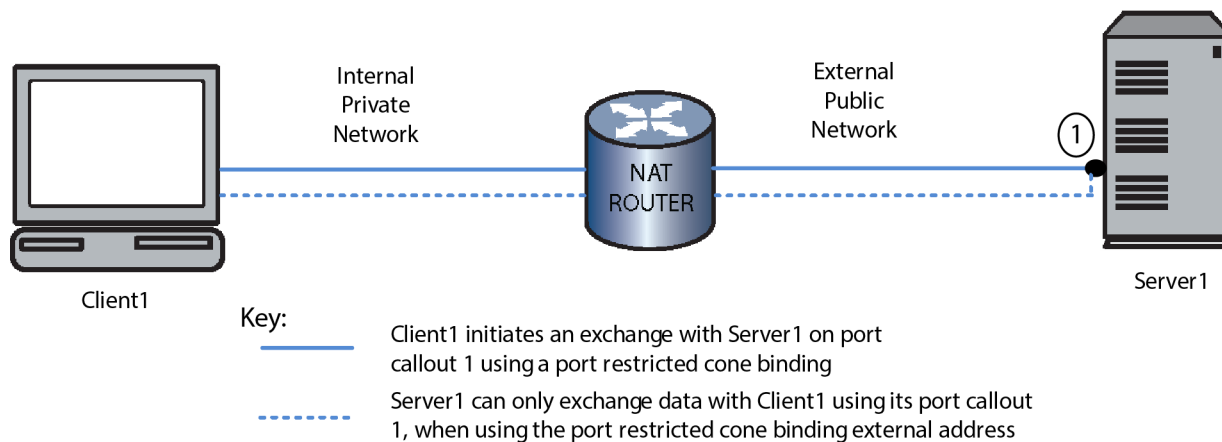 Internal
Private
Network
External
Public
Network
1
NAT
ROUTER
Client1
Server1
Key:
Client1 initiates an exchange with Server1 on port
callout 1 using a port restricted cone binding
Server1 can only exchange data with Client1 using its port callout
1, when using the port restricted cone binding external address